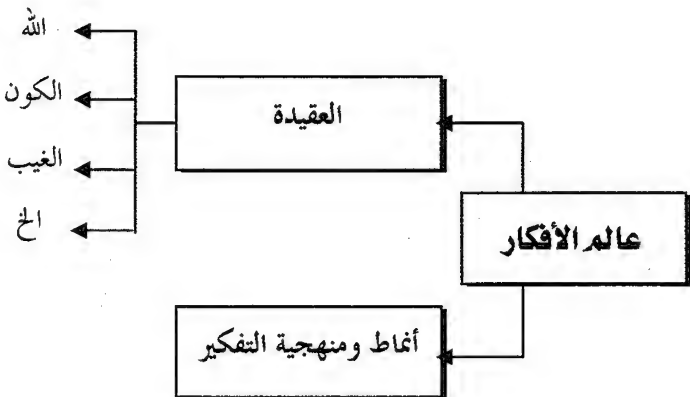 عالم الأفكار
العقيدة
الله
الكون
الغيب
الخ
أنماط ومنهجية التفكير